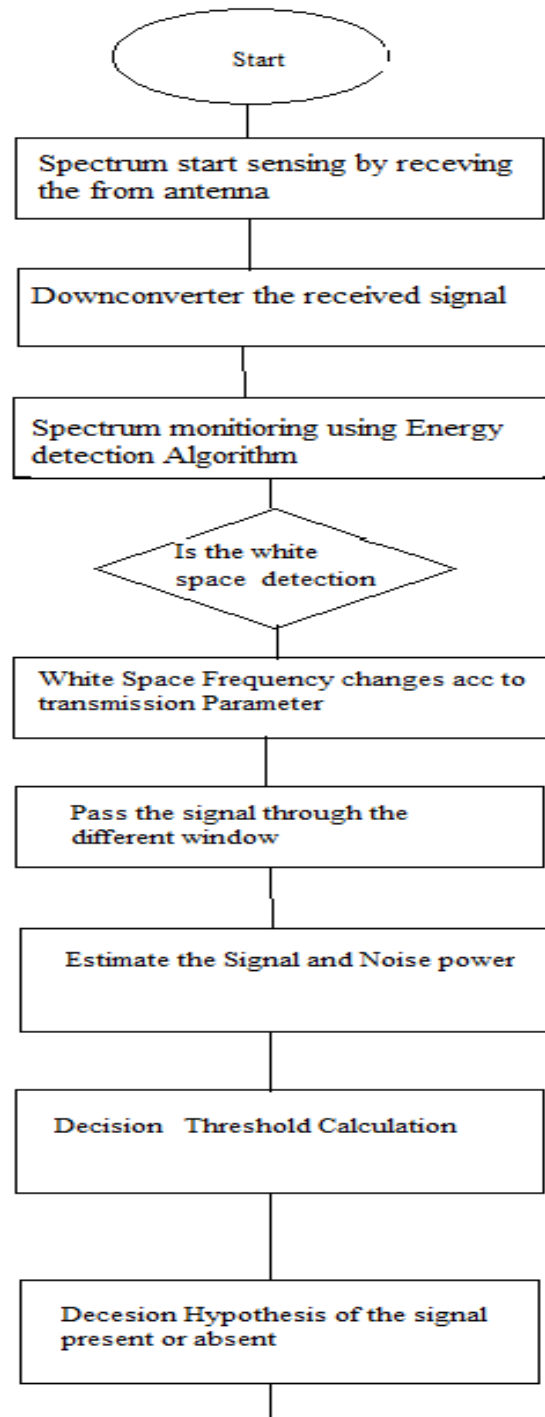 Start
Spectrum start sensing by receving
the from antenna
Downconverter the received signal
Spectrum monitioring using Energy
detection Algorithm
Is the white
space detection
White Space Frequency changes acc to
transmission Parameter
Pass the signal through the
different window
Estimate the Signal and Noise power
Decision Threshold Calculation
Decesion Hypothesis of the signal
present or absent